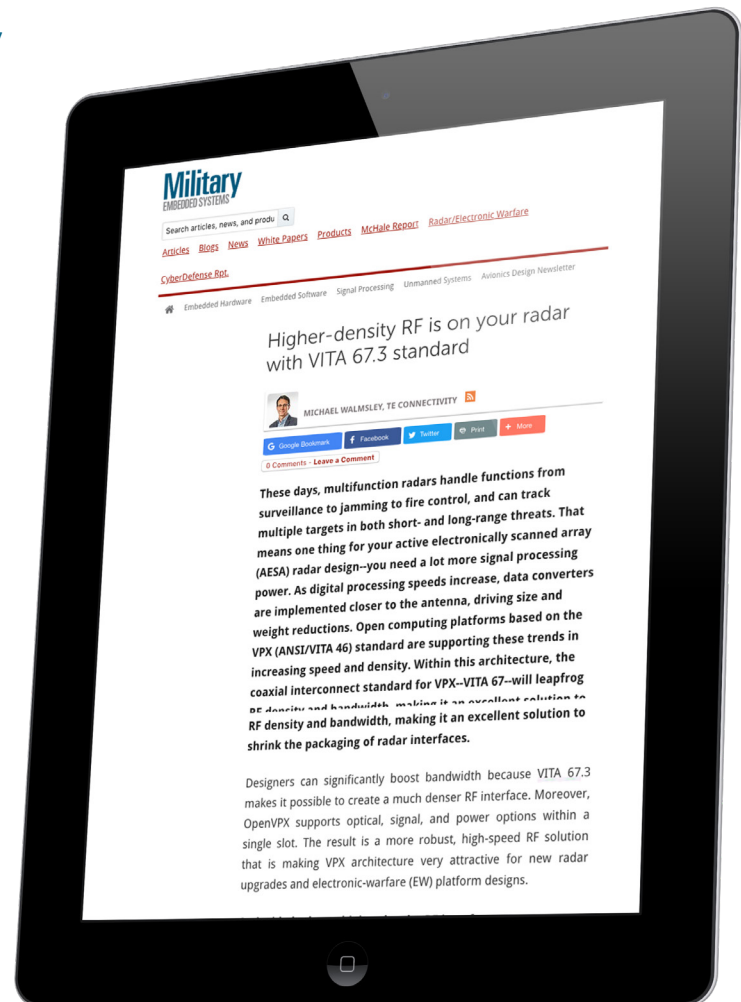 Military
EMBEDDED SYSTEMS
Search articles, news, and produ
Articles Blogs News White Papers Products McHale Report Radar/Electronic Warfare
CyberDefense Rpt.
Embedded Hardware Embedded Software Signal Processing Unmanned Systems Avionics Design Newsletter
Higher-density RF is on your radar
with VITA 67.3 standard
MICHAEL WALMSLEY, TE CONNECTIVITY
G Google Bookmark f Facebook Twitter Print + More
0 Comments - Leave a Comment
These days, multifunction radars handle functions from
surveillance to jamming to fire control, and can track
multiple targets in both short- and long-range threats. That
means one thing for your active electronically scanned array
(AESA) radar design--you need a lot more signal processing
power. As digital processing speeds increase, data converters
are implemented closer to the antenna, driving size and
weight reductions. Open computing platforms based on the
VPX (ANSI/VITA 46) standard are supporting these trends in
increasing speed and density. Within this architecture, the
coaxial interconnect standard for VPX--VITA 67--will leapfrog
RF density and bandwidth, making it an excellent solution to
RF density and bandwidth, making it an excellent solution to
shrink the packaging of radar interfaces.
Designers can significantly boost bandwidth because VITA 67.3
makes it possible to create a much denser RF interface. Moreover,
OpenVPX supports optical, signal, and power options within a
single slot. The result is a more robust, high-speed RF solution
that is making VPX architecture very attractive for new radar
upgrades and electronic-warfare (EW) platform designs.